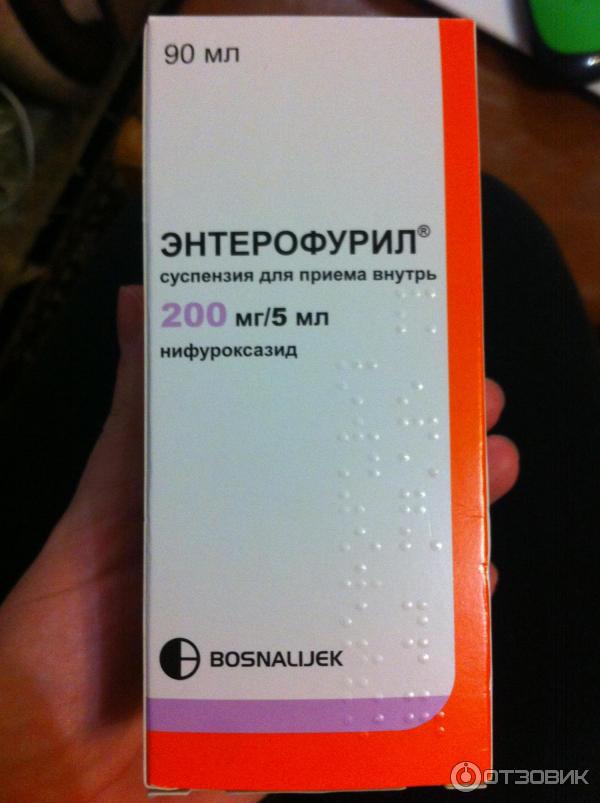 90 мл
ЭНТЕРОФУРИЛ®
суспензия для приема внутрь
200 мг/5 мл
нифуроксазид
BOSNALIJEK
ОТЗОВИК